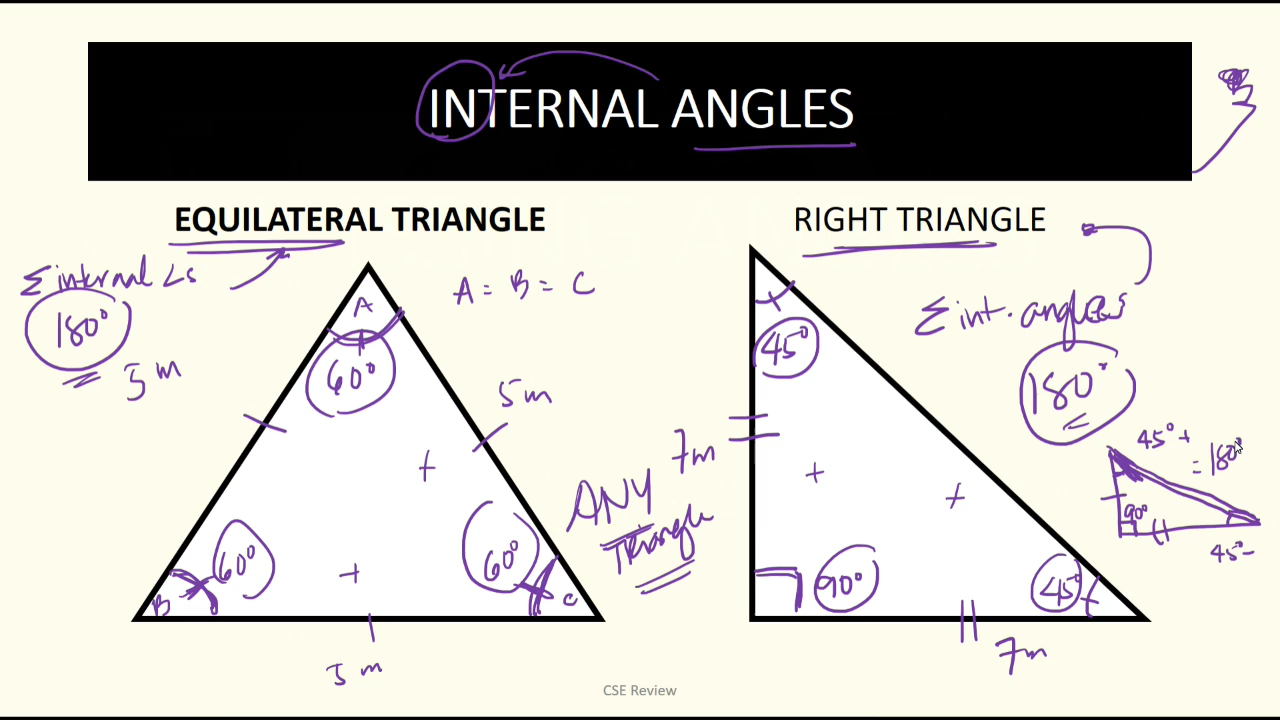 INTERNAL ANGLES
EQUILATERAL TRIANGLE
Σ internal ∠s
180°
5 m
A = B = C
A
60°
5 m
B
60°
60°
C
5 m
ANY
Triangle
RIGHT TRIANGLE
Σ int. angles
180°
45°
7m
90°
45°
7m
45° +
= 180°
90°
45°
CSE Review